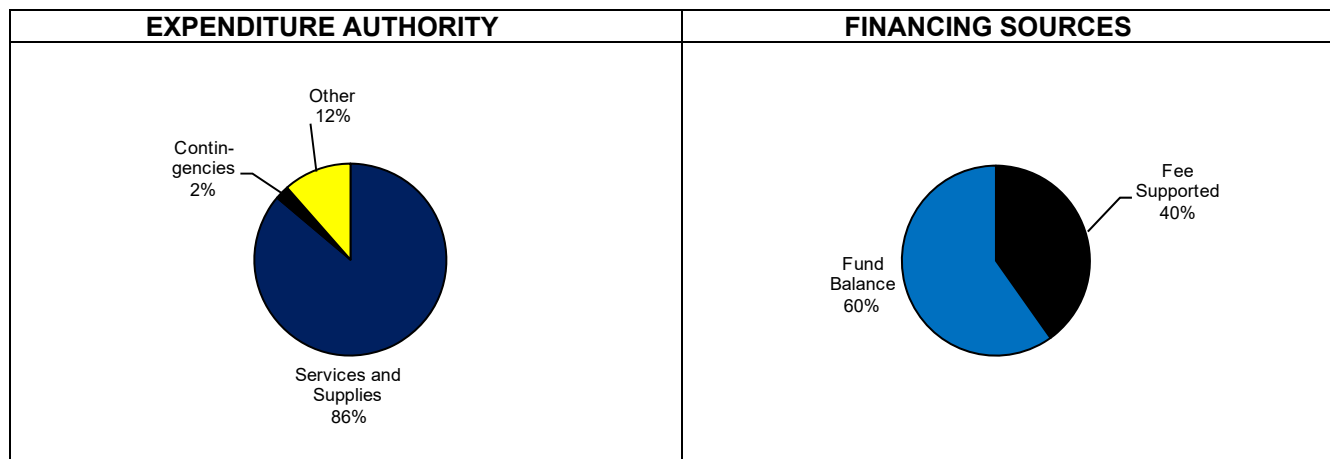 EXPENDITURE AUTHORITY
Other
12%
Contin-
gencies
2%
Services and
Supplies
86%
FINANCING SOURCES
Fee
Supported
40%
Fund
Balance
60%